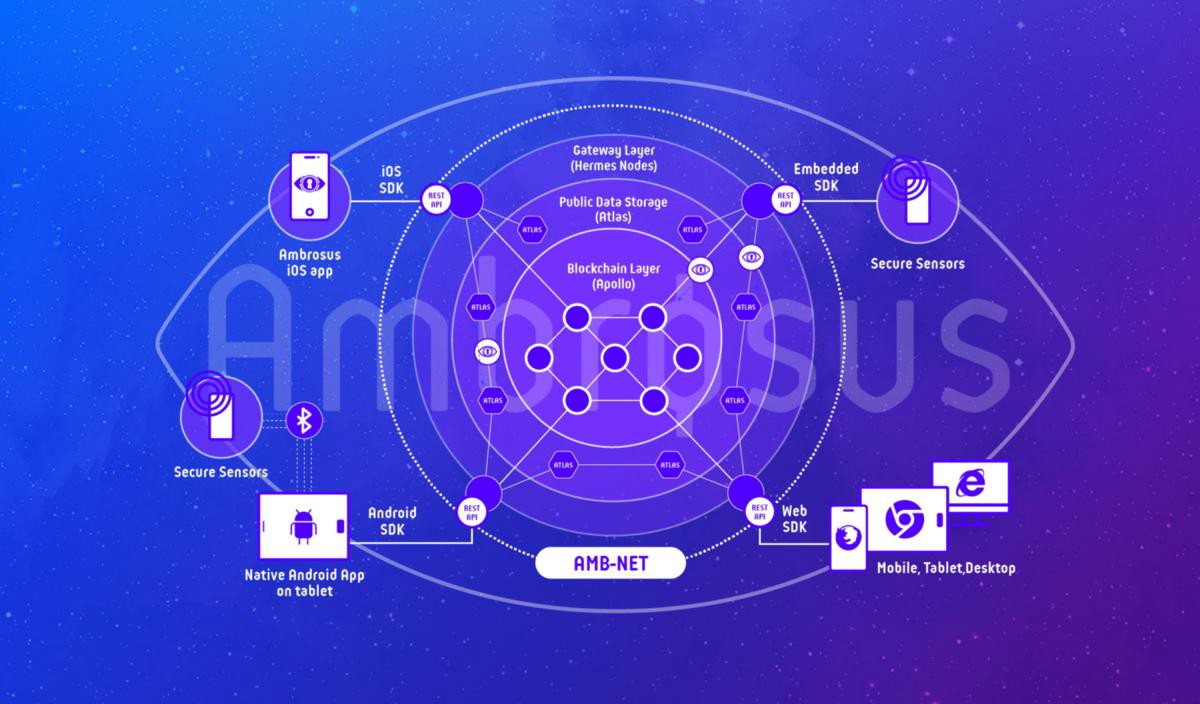 Gateway Layer
(Hermes Nodes)
iOS
SDK
Embedded
SDK
REST
API
REST
API
Public Data Storage
(Atlas)
ATLAS
ATLAS
Ambrosus
iOS app
Secure Sensors
Blockchain Layer
(Apollo)
Ambrosus
ATLAS
ATLAS
ATLAS
ATLAS
Secure Sensors
ATLAS
ATLAS
Android
SDK
REST
API
REST
API
Web
SDK
AMB-NET
Native Android App
on tablet
Mobile, Tablet,Desktop